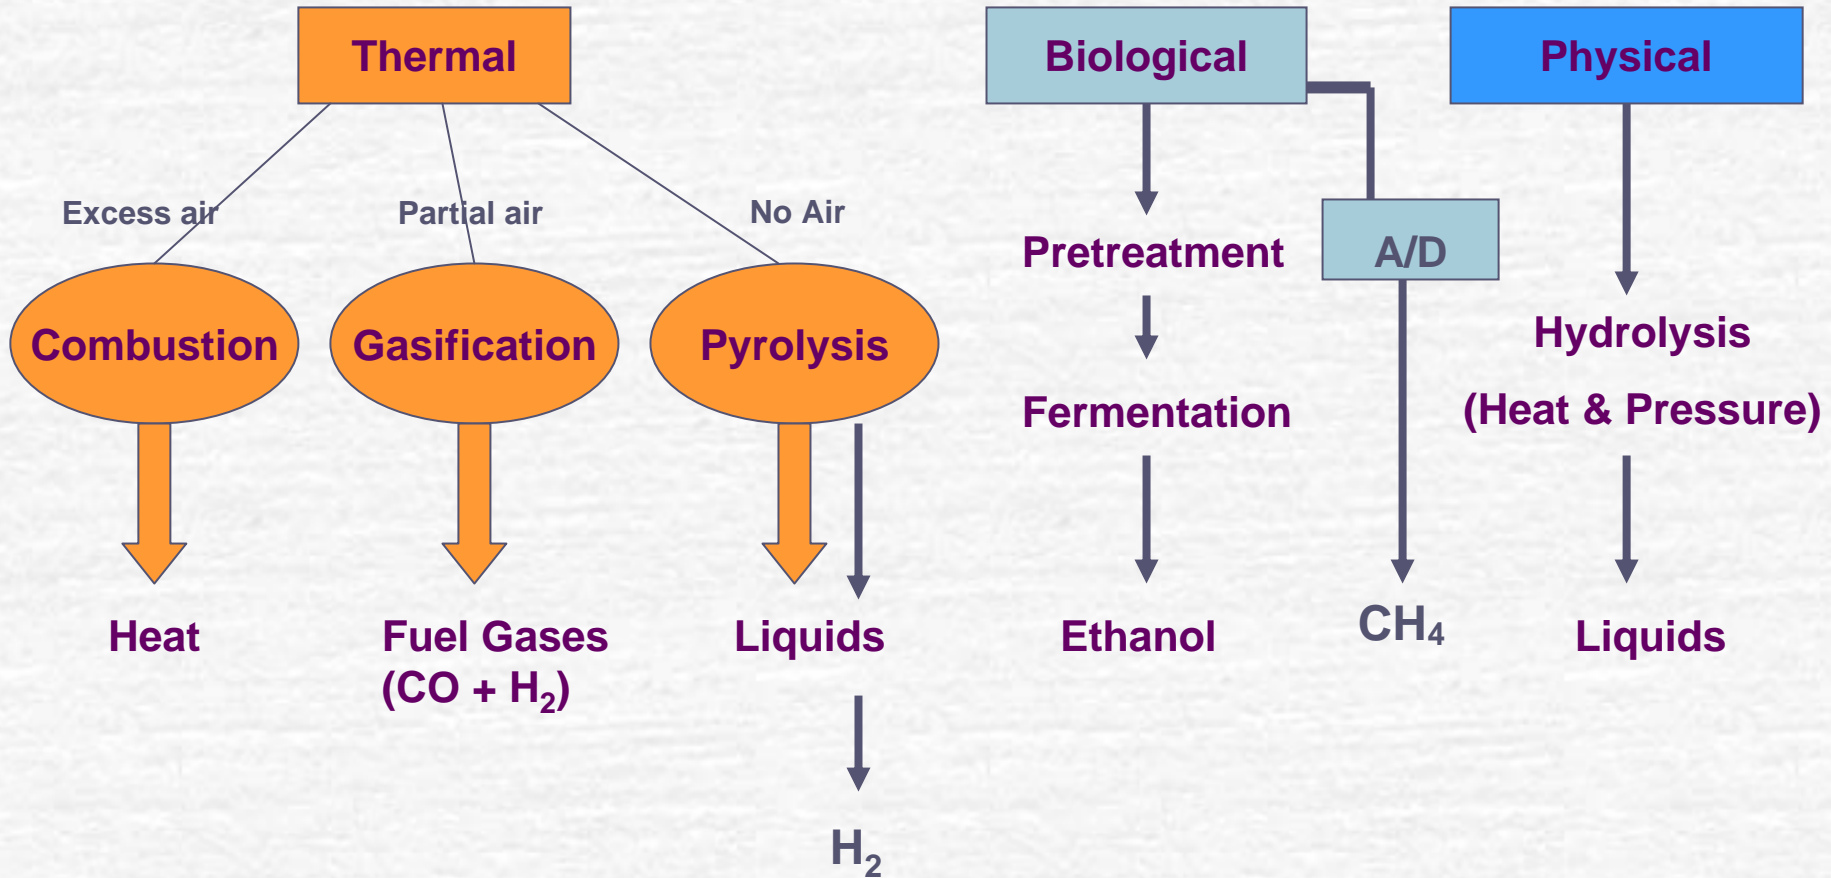 Thermal
Biological
Physical
Excess air
Partial air
No Air
Pretreatment
A/D
Combustion
Gasification
Pyrolysis
Hydrolysis
(Heat & Pressure)
Fermentation
Heat
Fuel Gases
(CO + H₂)
Liquids
Ethanol
CH₄
Liquids
H₂